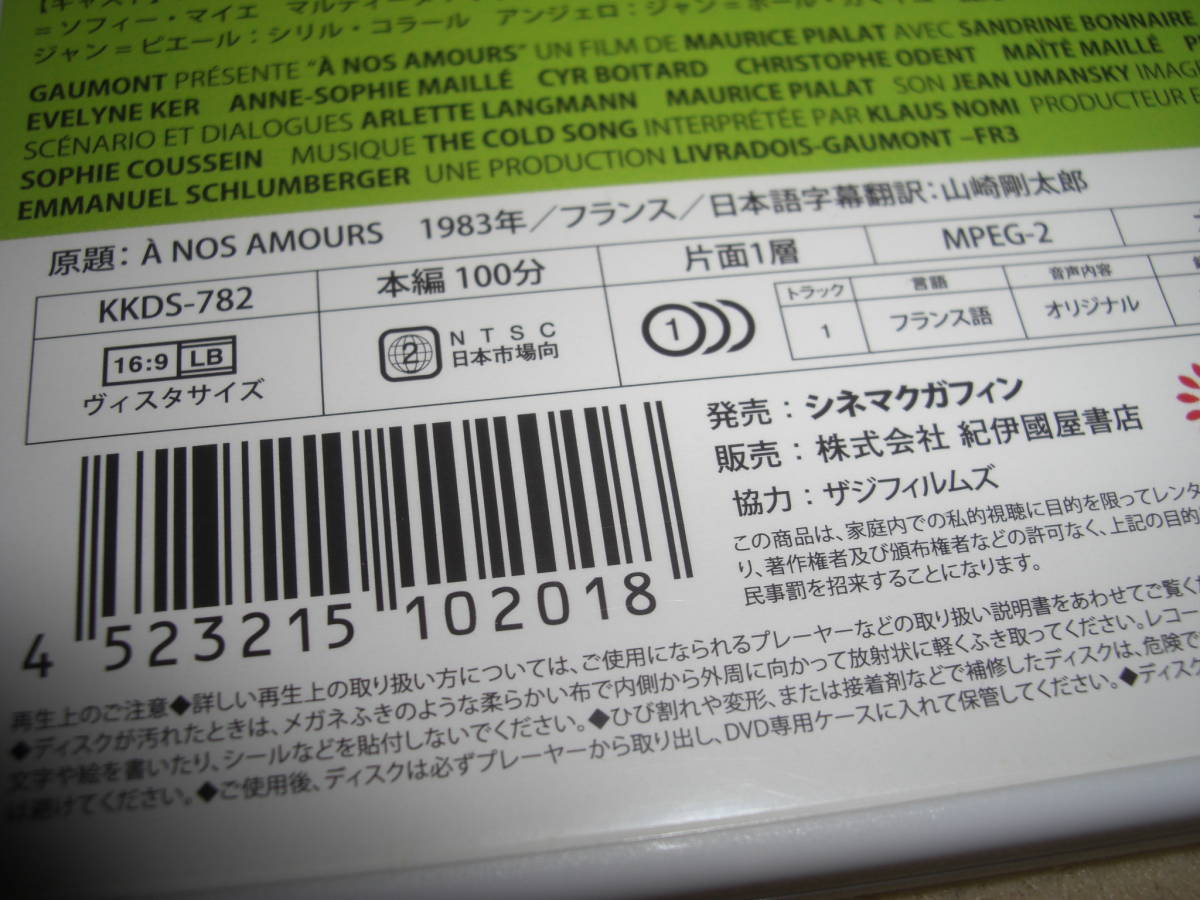 【キャスト】
＝ソフィー・マイエ マルティーヌ
ジャン＝ピエール：シリル・コラール アンジェロ：ジャン＝ポール・
GAUMONT PRÉSENTE "À NOS AMOURS" UN FILM DE MAURICE PIALAT AVEC SANDRINE BONNAIRE
EVELYNE KER ANNE-SOPHIE MAILLÉ CYR BOITARD CHRISTOPHE ODENT MAÏTÉ MAILLÉ
SCÉNARIO ET DIALOGUES ARLETTE LANGMANN MAURICE PIALAT SON JEAN UMANSKY IMAGE
SOPHIE COUSSEIN MUSIQUE THE COLD SONG INTERPRÉTÉE PAR KLAUS NOMI PRODUCTEUR
EMMANUEL SCHLUMBERGER UNE PRODUCTION LIVRADOIS-GAUMONT –FR3
原題：À NOS AMOURS 1983年／フランス／日本語字幕翻訳：山崎剛太郎
KKDS-782 本編 100分 片面1層 MPEG-2
16:9 LB
ヴィスタサイズ
2
NTSC
日本市場向
1
トラック 言語 音声内容
1 フランス語 オリジナル
発売：シネマクガフィン
販売：株式会社 紀伊國屋書店
協力：ザジフィルムズ
この商品は、家庭内での私的視聴に目的を限ってレンタ
り、著作権者及び頒布権者などの許可なく、上記の目的
民事罰を招来することになります。
4 523215 102018
再生上のご注意◆詳しい再生上の取り扱い方については、ご使用になられるプレーヤーなどの取り扱い説明書をあわせてご覧く
◆ディスクが汚れたときは、メガネふきのような柔らかい布で内側から外周に向かって放射状に軽くふき取ってください。レコー
文字や絵を書いたり、シールなどを貼付しないでください。◆ひび割れや変形、または接着剤などで補修したディスクは、危険で
は避けてください。◆ご使用後、ディスクは必ずプレーヤーから取り出し、DVD専用ケースに入れて保管してください。◆ディスク